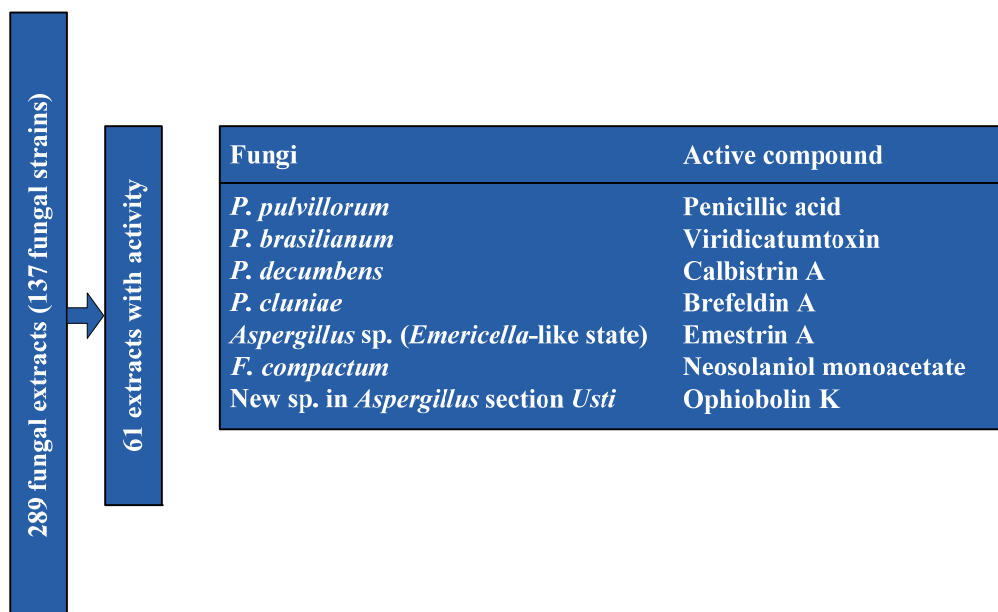 289 fungal extracts (137 fungal strains)
61 extracts with activity
Fungi Active compound
P. pulvillorum Penicillic acid
P. brasilianum Viridicatumtoxin
P. decumbens Calbistrin A
P. cluniae Brefeldin A
Aspergillus sp. (Emericella-like state) Emestrin A
F. compactum Neosolaniol monoacetate
New sp. in Aspergillus section Usti Ophiobolin K